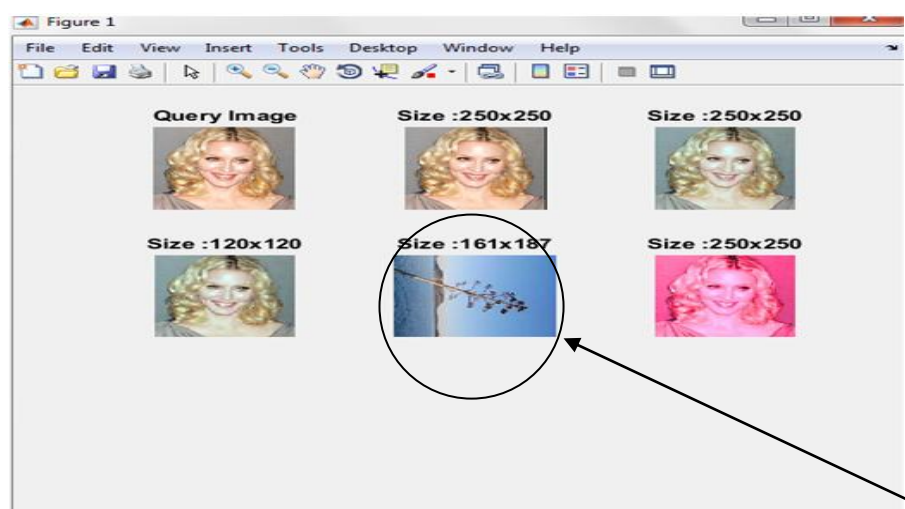 Figure 1
File Edit View Insert Tools Desktop Window Help
Query Image Size :250x250 Size :250x250
Size :120x120 Size :161x187 Size :250x250